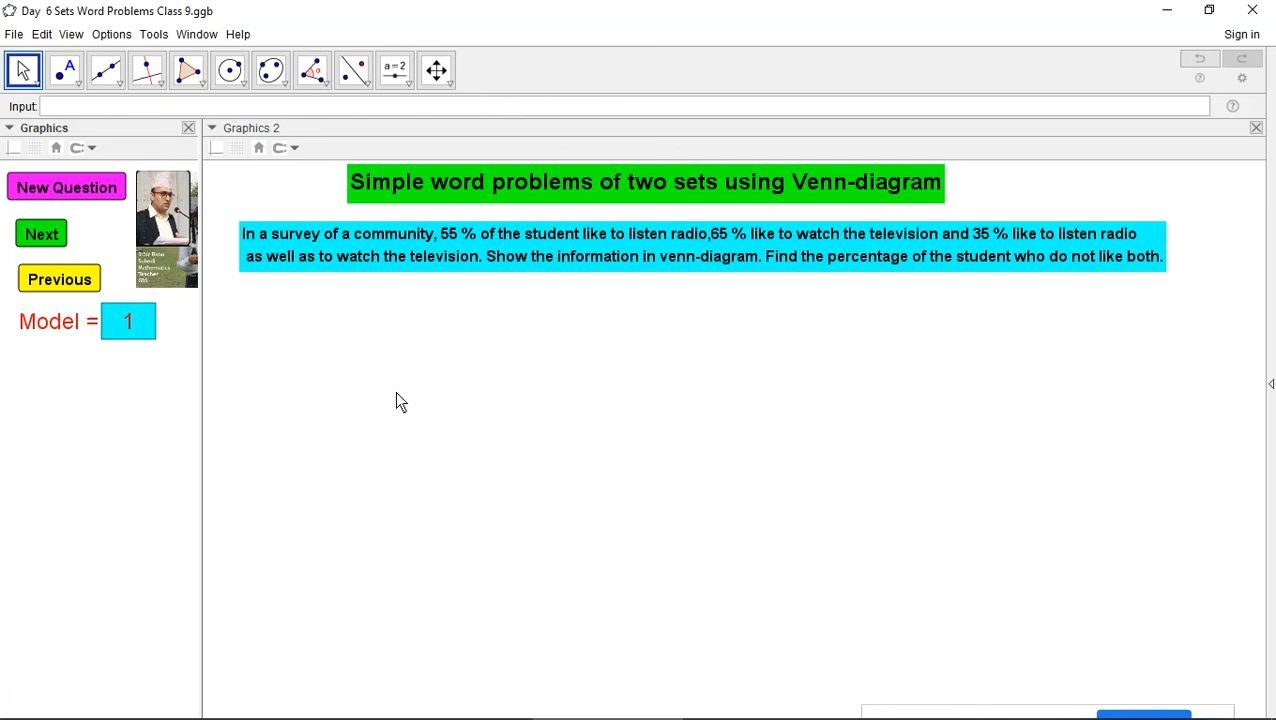 Day 6 Sets Word Problems Class 9.ggb
File Edit View Options Tools Window Help
Sign in
A
a=2
Input:
Graphics
Graphics 2
New Question
Next
Previous
Mathematics
Teacher
Model = 1
Simple word problems of two sets using Venn-diagram
In a survey of a community, 55 % of the student like to listen radio,65 % like to watch the television and 35 % like to listen radio
as well as to watch the television. Show the information in venn-diagram. Find the percentage of the student who do not like both.